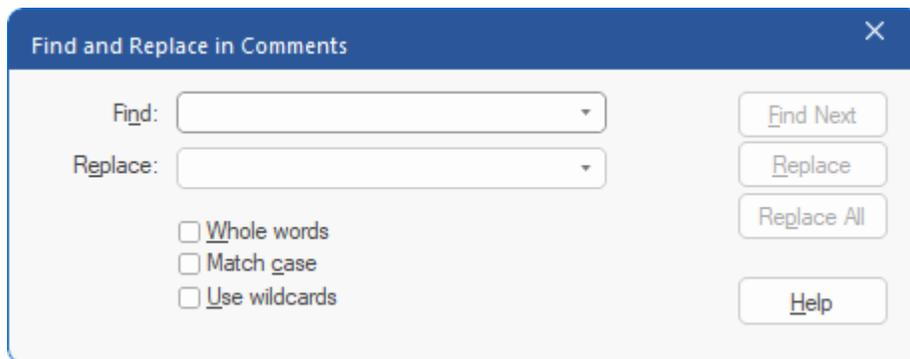 Find and Replace in Comments
Find:
Find Next
Replace:
Replace
Replace All
Whole words
Match case
Use wildcards
Help